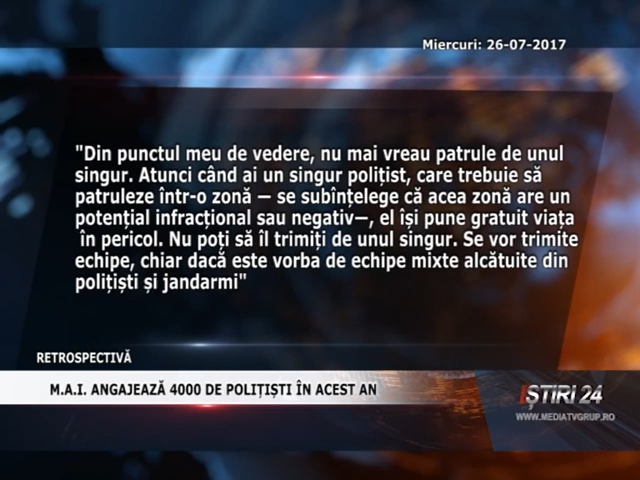 Miercuri: 26-07-2017
"Din punctul meu de vedere, nu mai vreau patrule de unul
singur. Atunci când ai un singur polițist, care trebuie să
patruleze într-o zonă — se subînțelege că acea zonă are un
potențial infracțional sau negativ—, el își pune gratuit viața
în pericol. Nu poți să îl trimiți de unul singur. Se vor trimite
echipe, chiar dacă este vorba de echipe mixte alcătuite din
polițiști și jandarmi"
RETROSPECTIVĂ
M.A.I. ANGAJEAZĂ 4000 DE POLIȚIȘTI ÎN ACEST AN
ȘTIRI 24
WWW.MEDIATVGRUP.RO